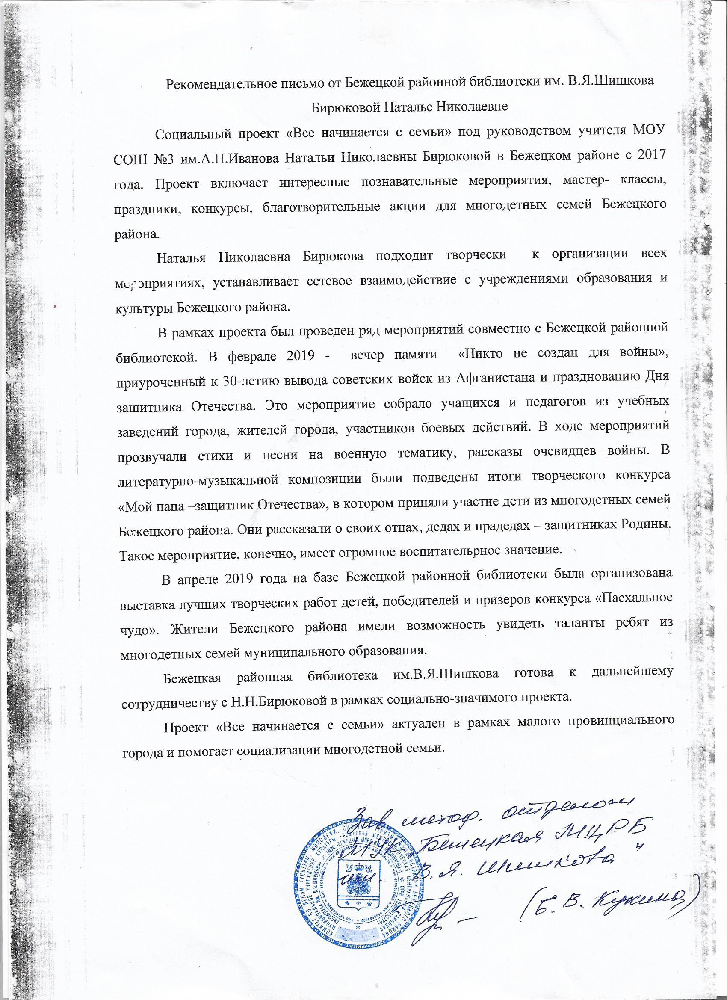 Рекомендательное письмо от Бежецкой районной библиотеки им. В.Я.Шишкова
Бирюковой Наталье Николаевне
Социальный проект «Все начинается с семьи» под руководством учителя МОУ
СОШ №3 им.А.П.Иванова Натальи Николаевны Бирюковой в Бежецком районе с 2017
года. Проект включает интересные познавательные мероприятия, мастер- классы,
праздники, конкурсы, благотворительные акции для многодетных семей Бежецкого
района.
Наталья Николаевна Бирюкова подходит творчески к организации всех
мероприятиях, устанавливает сетевое взаимодействие с учреждениями образования и
культуры Бежецкого района.
В рамках проекта был проведен ряд мероприятий совместно с Бежецкой районной
библиотекой. В феврале 2019 - вечер памяти «Никто не создан для войны»,
приуроченный к 30-летию вывода советских войск из Афганистана и празднованию Дня
защитника Отечества. Это мероприятие собрало учащихся и педагогов из учебных
заведений города, жителей города, участников боевых действий. В ходе мероприятий
прозвучали стихи и песни на военную тематику, рассказы очевидцев войны. В
литературно-музыкальной композиции были подведены итоги творческого конкурса
«Мой папа –защитник Отечества», в котором приняли участие дети из многодетных семей
Бежецкого района. Они рассказали о своих отцах, дедах и прадедах – защитниках Родины.
Такое мероприятие, конечно, имеет огромное воспитательрное значение.
В апреле 2019 года на базе Бежецкой районной библиотеки была организована
выставка лучших творческих работ детей, победителей и призеров конкурса «Пасхальное
чудо». Жители Бежецкого района имели возможность увидеть таланты ребят из
многодетных семей муниципального образования.
Бежецкая районная библиотека им.В.Я.Шишкова готова к дальнейшему
сотрудничеству с Н.Н.Бирюковой в рамках социально-значимого проекта.
Проект «Все начинается с семьи» актуален в рамках малого провинциального
города и помогает социализации многодетной семьи.
Зав метод. отделом
МУК "Бежецкая МЦРБ
им. В.Я. Шишкова"
(Е.В. Кукина)